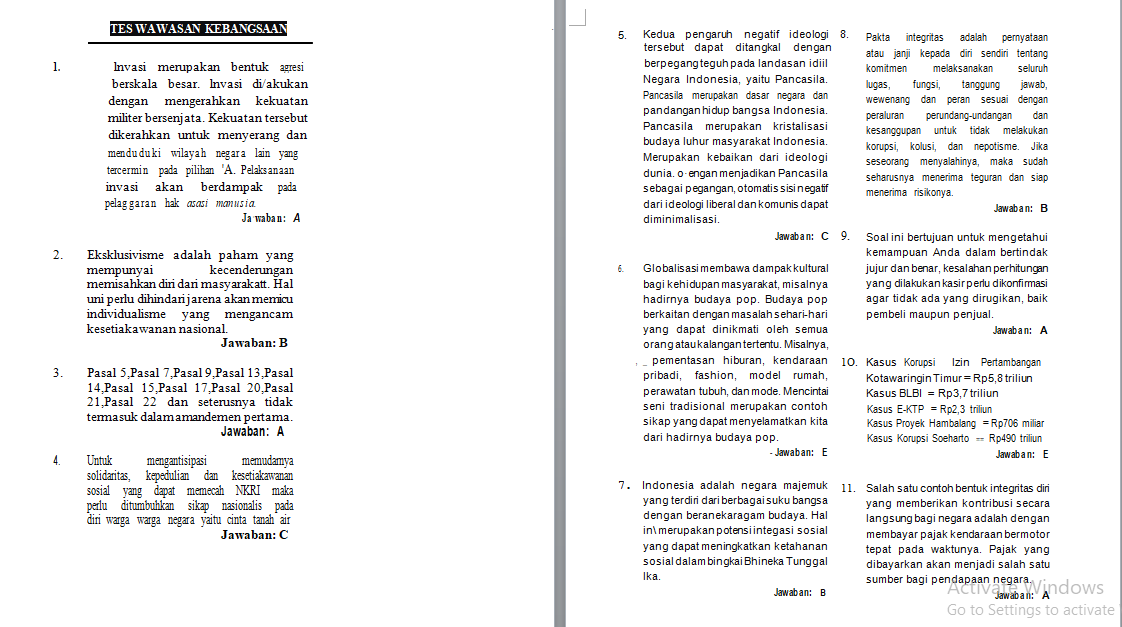 TES WAWASAN KEBANGSAAN
1. Invasi merupakan bentuk agresi
berskala besar. Invasi di/akukan
dengan mengerahkan kekuatan
militer bersenjata. Kekuatan tersebut
dikerahkan untuk menyerang dan
menduduki wilayah negara lain yang
tercermin pada pilihan 'A. Pelaksanaan
invasi akan berdampak pada
pelaggaran hak asasi manusia.
Jawaban: A
2. Eksklusivisme adalah paham yang
mempunyai kecenderungan
memisahkan diri dari masyarakatt. Hal
uni perlu dihindari jarena akan memicu
individualisme yang mengancam
kesetiakawanan nasional.
Jawaban: B
3. Pasal 5,Pasal 7,Pasal 9,Pasal 13,Pasal
14,Pasal 15,Pasal 17,Pasal 20,Pasal
21,Pasal 22 dan seterusnya tidak
termasuk dalam amandemen pertama.
Jawaban: A
4. Untuk mengantisipasi memudarnya
solidaritas, kepedulian dan kesetiakawanan
sosial yang dapat memecah NKRI maka
perlu ditumbuhkan sikap nasionalis pada
diri warga warga negara yaitu cinta tanah air
Jawaban: C
5. Kedua pengaruh negatif ideologi
tersebut dapat ditangkal dengan
berpegang teguh pada landasan idiil
Negara Indonesia, yaitu Pancasila.
Pancasila merupakan dasar negara dan
pandangan hidup bangsa Indonesia.
Pancasila merupakan kristalisasi
budaya luhur masyarakat Indonesia.
Merupakan kebaikan dari ideologi
dunia. o·engan menjadikan Pancasila
sebagai pegangan, otomatis sisi negatif
dari ideologi liberal dan komunis dapat
diminimalisasi.
Jawaban: C
6. Globalisasi membawa dampak kultural
bagi kehidupan masyarakat, misalnya
hadirnya budaya pop. Budaya pop
berkaitan dengan masalah sehari-hari
yang dapat dinikmati oleh semua
orang atau kalangan tertentu. Misalnya,
. _ pementasan hiburan, kendaraan
pribadi, fashion, model rumah,
perawatan tubuh, dan mode. Mencintai
seni tradisional merupakan contoh
sikap yang dapat menyelamatkan kita
dari hadirnya budaya pop.
- Jawaban: E
7. Indonesia adalah negara majemuk
yang terdiri dari berbagai suku bangsa
dengan beranekaragam budaya. Hal
in\ merupakan potensi integasi sosial
yang dapat meningkatkan ketahanan
sosial dalam bingkai Bhineka Tunggal
Ika.
Jawaban: B
8. Pakta integritas adalah pernyataan
atau janji kepada diri sendiri tentang
komitmen melaksanakan seluruh
lugas, fungsi, tanggung jawab,
wewenang dan peran sesuai dengan
peraluran perundang-undangan dan
kesanggupan untuk tidak melakukan
korupsi, kolusi, dan nepotisme. Jika
seseorang menyalahinya, maka sudah
seharusnya menerima teguran dan siap
menerima risikonya.
Jawaban: B
9. Soal ini bertujuan untuk mengetahui
kemampuan Anda dalam bertindak
jujur dan benar, kesalahan perhitungan
yang dilakukan kasir perlu dikonfirmasi
agar tidak ada yang dirugikan, baik
pembeli maupun penjual.
Jawaban: A
10. Kasus Korupsi Izin Pertambangan
Kotawaringin Timur = Rp5,8 triliun
Kasus BLBI = Rp3,7 triliun
Kasus E-KTP = Rp2,3 triliun
Kasus Proyek Hambalang = Rp706 miliar
Kasus Korupsi Soeharto == Rp490 triliun
Jawaban: E
11. Salah satu contoh bentuk integritas diri
yang memberikan kontribusi secara
langsung bagi negara adalah dengan
membayar pajak kendaraan bermotor
tepat pada waktunya. Pajak yang
dibayarkan akan menjadi salah satu
sumber bagi pendapaan negara.
Jawaban: A
Activate Windows
Go to Settings to activate